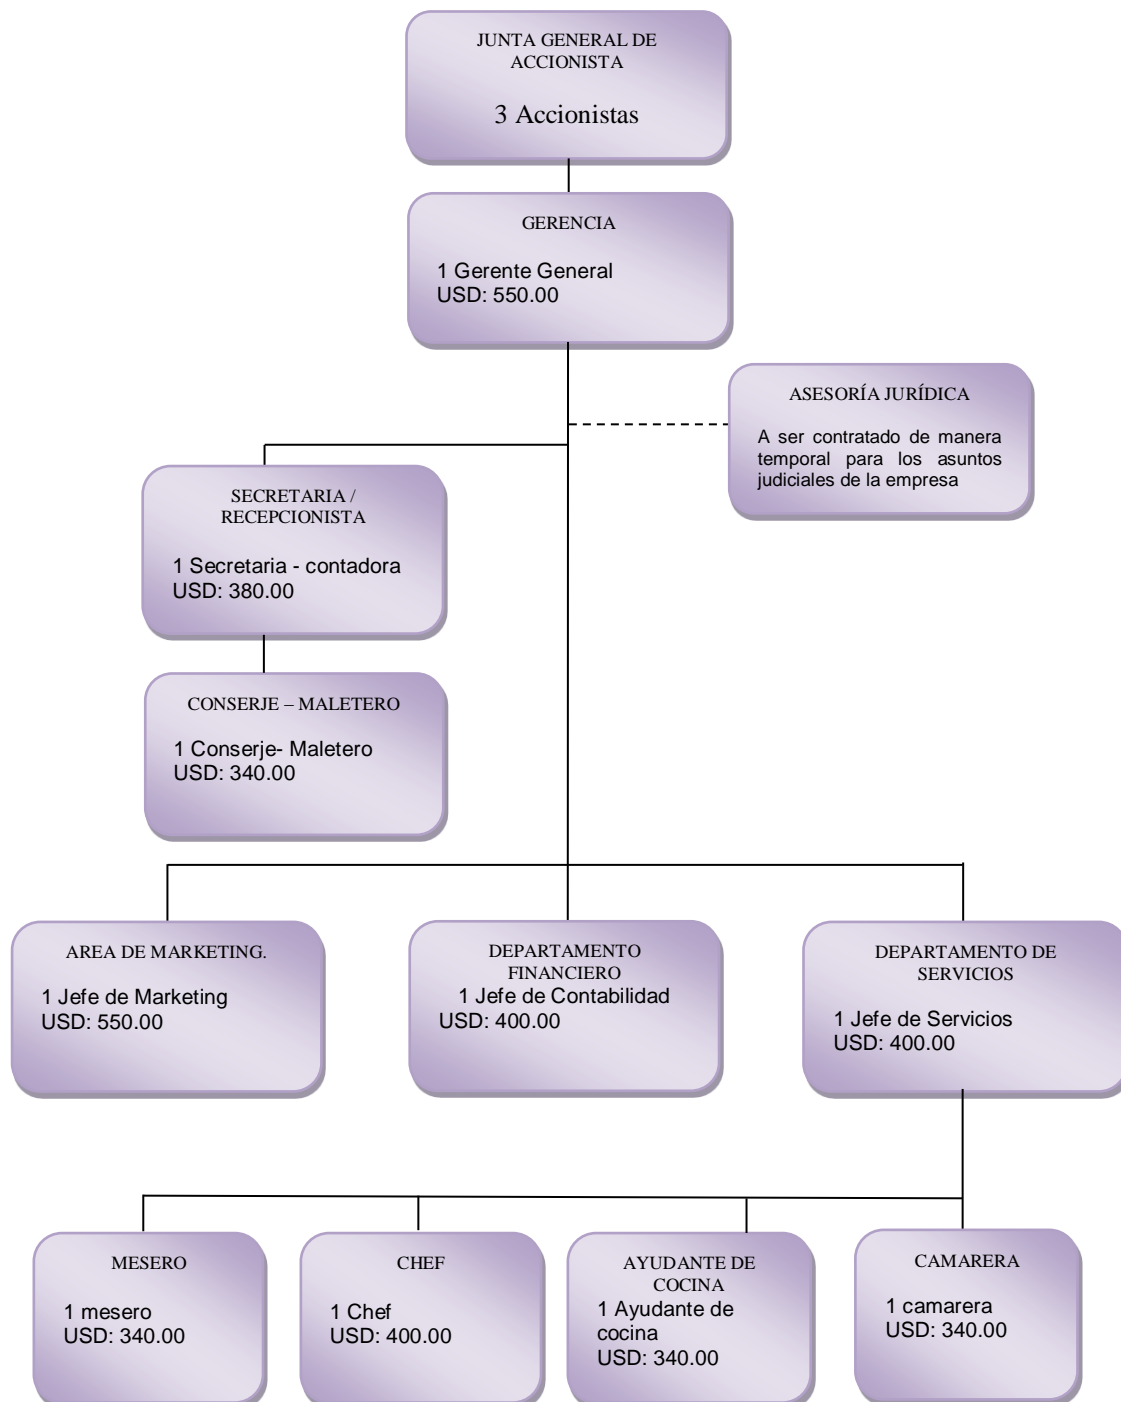 JUNTA GENERAL DE
ACCIONISTA
3 Accionistas
GERENCIA
1 Gerente General
USD: 550.00
ASESORÍA JURÍDICA
A ser contratado de manera
temporal para los asuntos
judiciales de la empresa
SECRETARIA /
RECEPCIONISTA
1 Secretaria - contadora
USD: 380.00
CONSERJE – MALETERO
1 Conserje- Maletero
USD: 340.00
AREA DE MARKETING.
1 Jefe de Marketing
USD: 550.00
DEPARTAMENTO
FINANCIERO
1 Jefe de Contabilidad
USD: 400.00
DEPARTAMENTO DE
SERVICIOS
1 Jefe de Servicios
USD: 400.00
MESERO
1 mesero
USD: 340.00
CHEF
1 Chef
USD: 400.00
AYUDANTE DE
COCINA
1 Ayudante de
cocina
USD: 340.00
CAMARERA
1 camarera
USD: 340.00